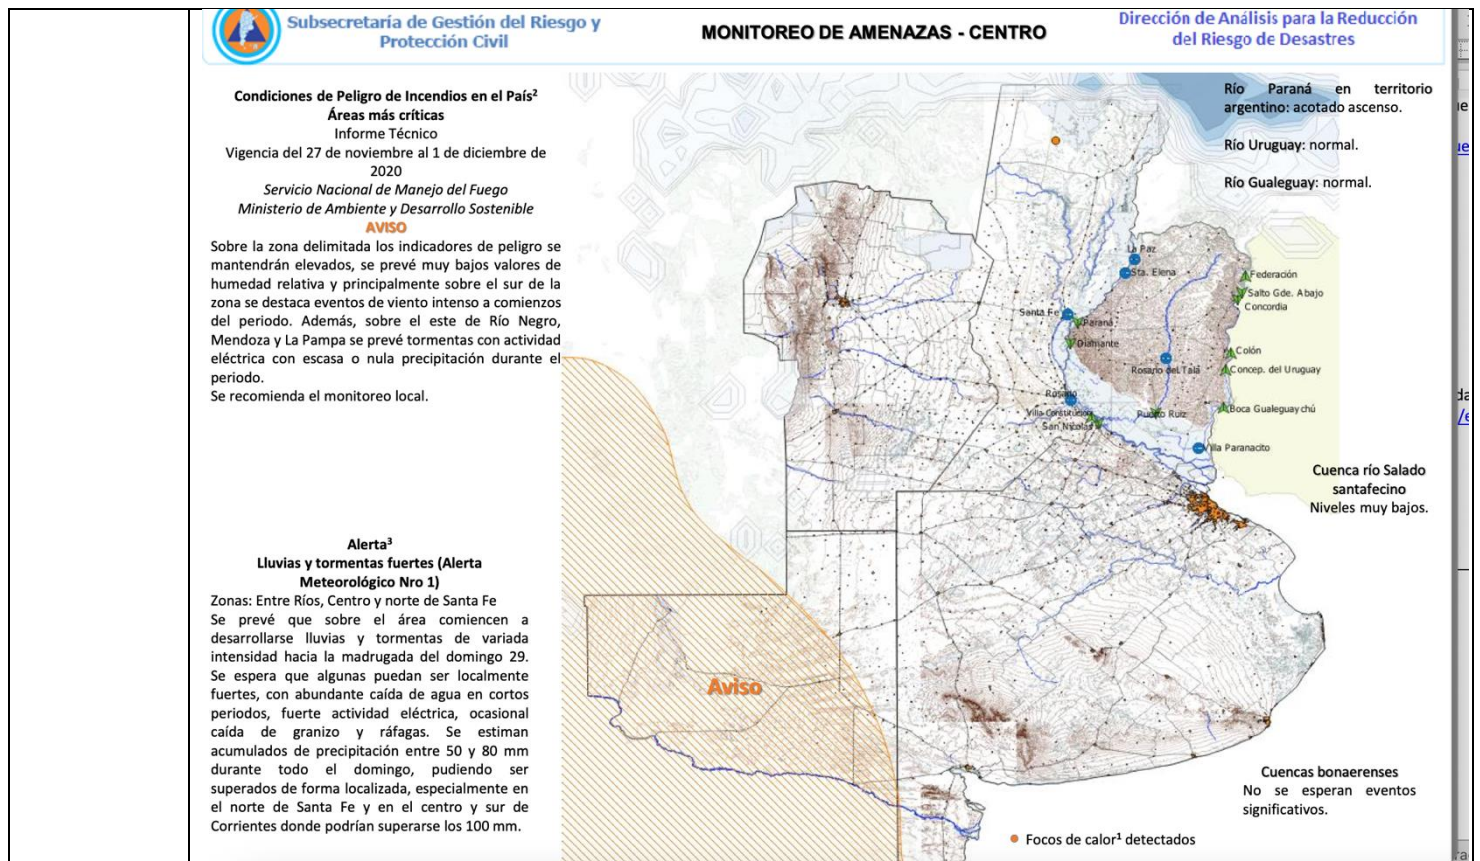 Subsecretaría de Gestión del Riesgo y
Protección Civil
MONITOREO DE AMENAZAS - CENTRO
Dirección de Análisis para la Reducción
del Riesgo de Desastres
Condiciones de Peligro de Incendios en el País²
Áreas más críticas
Informe Técnico
Vigencia del 27 de noviembre al 1 de diciembre de
2020
Servicio Nacional de Manejo del Fuego
Ministerio de Ambiente y Desarrollo Sostenible
AVISO
Sobre la zona delimitada los indicadores de peligro se
mantendrán elevados, se prevé muy bajos valores de
humedad relativa y principalmente sobre el sur de la
zona se destaca eventos de viento intenso a comienzos
del periodo. Además, sobre el este de Río Negro,
Mendoza y La Pampa se prevé tormentas con actividad
eléctrica con escasa o nula precipitación durante el
periodo.
Se recomienda el monitoreo local.
Alerta³
Lluvias y tormentas fuertes (Alerta
Meteorológico Nro 1)
Zonas: Entre Ríos, Centro y norte de Santa Fe
Se prevé que sobre el área comiencen a
desarrollarse lluvias y tormentas de variada
intensidad hacia la madrugada del domingo 29.
Se espera que algunas puedan ser localmente
fuertes, con abundante caída de agua en cortos
periodos, fuerte actividad eléctrica, ocasional
caída de granizo y ráfagas. Se estiman
acumulados de precipitación entre 50 y 80 mm
durante todo el domingo, pudiendo ser
superados de forma localizada, especialmente en
el norte de Santa Fe y en el centro y sur de
Corrientes donde podrían superarse los 100 mm.
Río Paraná en territorio
argentino: acotado ascenso.
Río Uruguay: normal.
Río Gualeguay: normal.
La Paz
Sta. Elena
Federación
Salto Gde. Abajo
Concordia
Santa Fe
Paraná
Diamante
Colón
Rosario del Tala
Concep. del Uruguay
Rosario
Villa Constitución
Puerto Ruiz
Boca Gualeguaychú
San Nicolás
Villa Paranacito
Cuenca río Salado
santafecino
Niveles muy bajos.
Aviso
Cuencas bonaerenses
No se esperan eventos
significativos.
Focos de calor¹ detectados